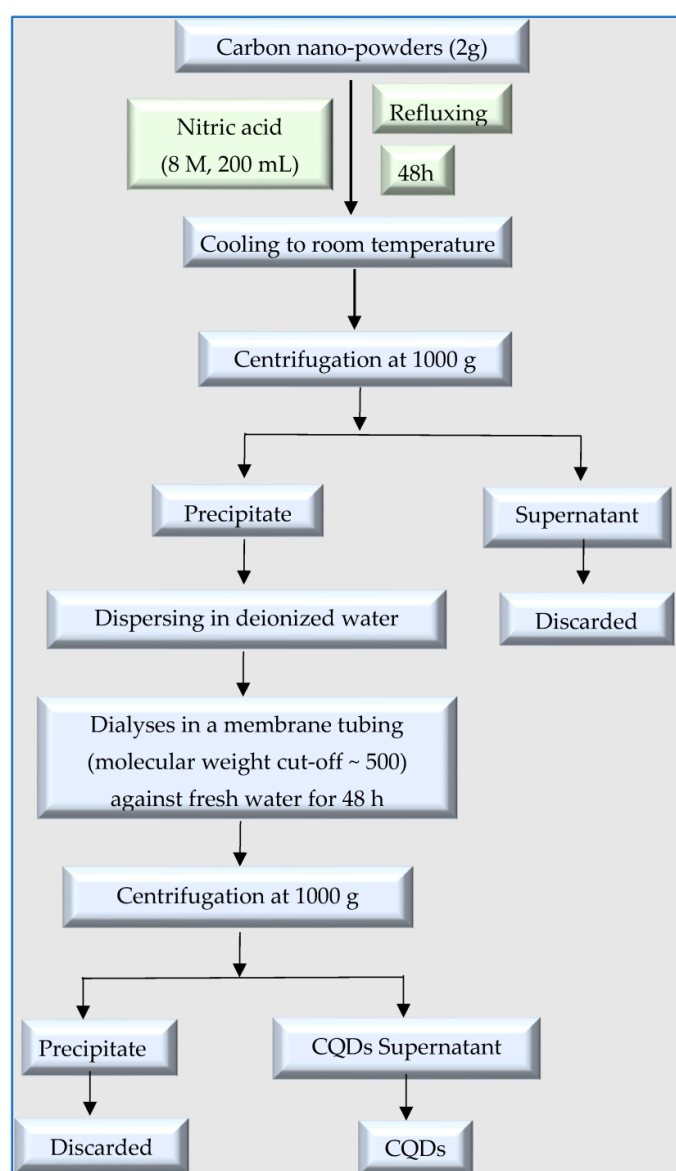 Carbon nano-powders (2g)
Nitric acid
(8 M, 200 mL)
Refluxing
48h
Cooling to room temperature
Centrifugation at 1000 g
Precipitate
Supernatant
Dispersing in deionized water
Discarded
Dialyses in a membrane tubing
(molecular weight cut-off ~ 500)
against fresh water for 48 h
Centrifugation at 1000 g
Precipitate
CQDs Supernatant
Discarded
CQDs